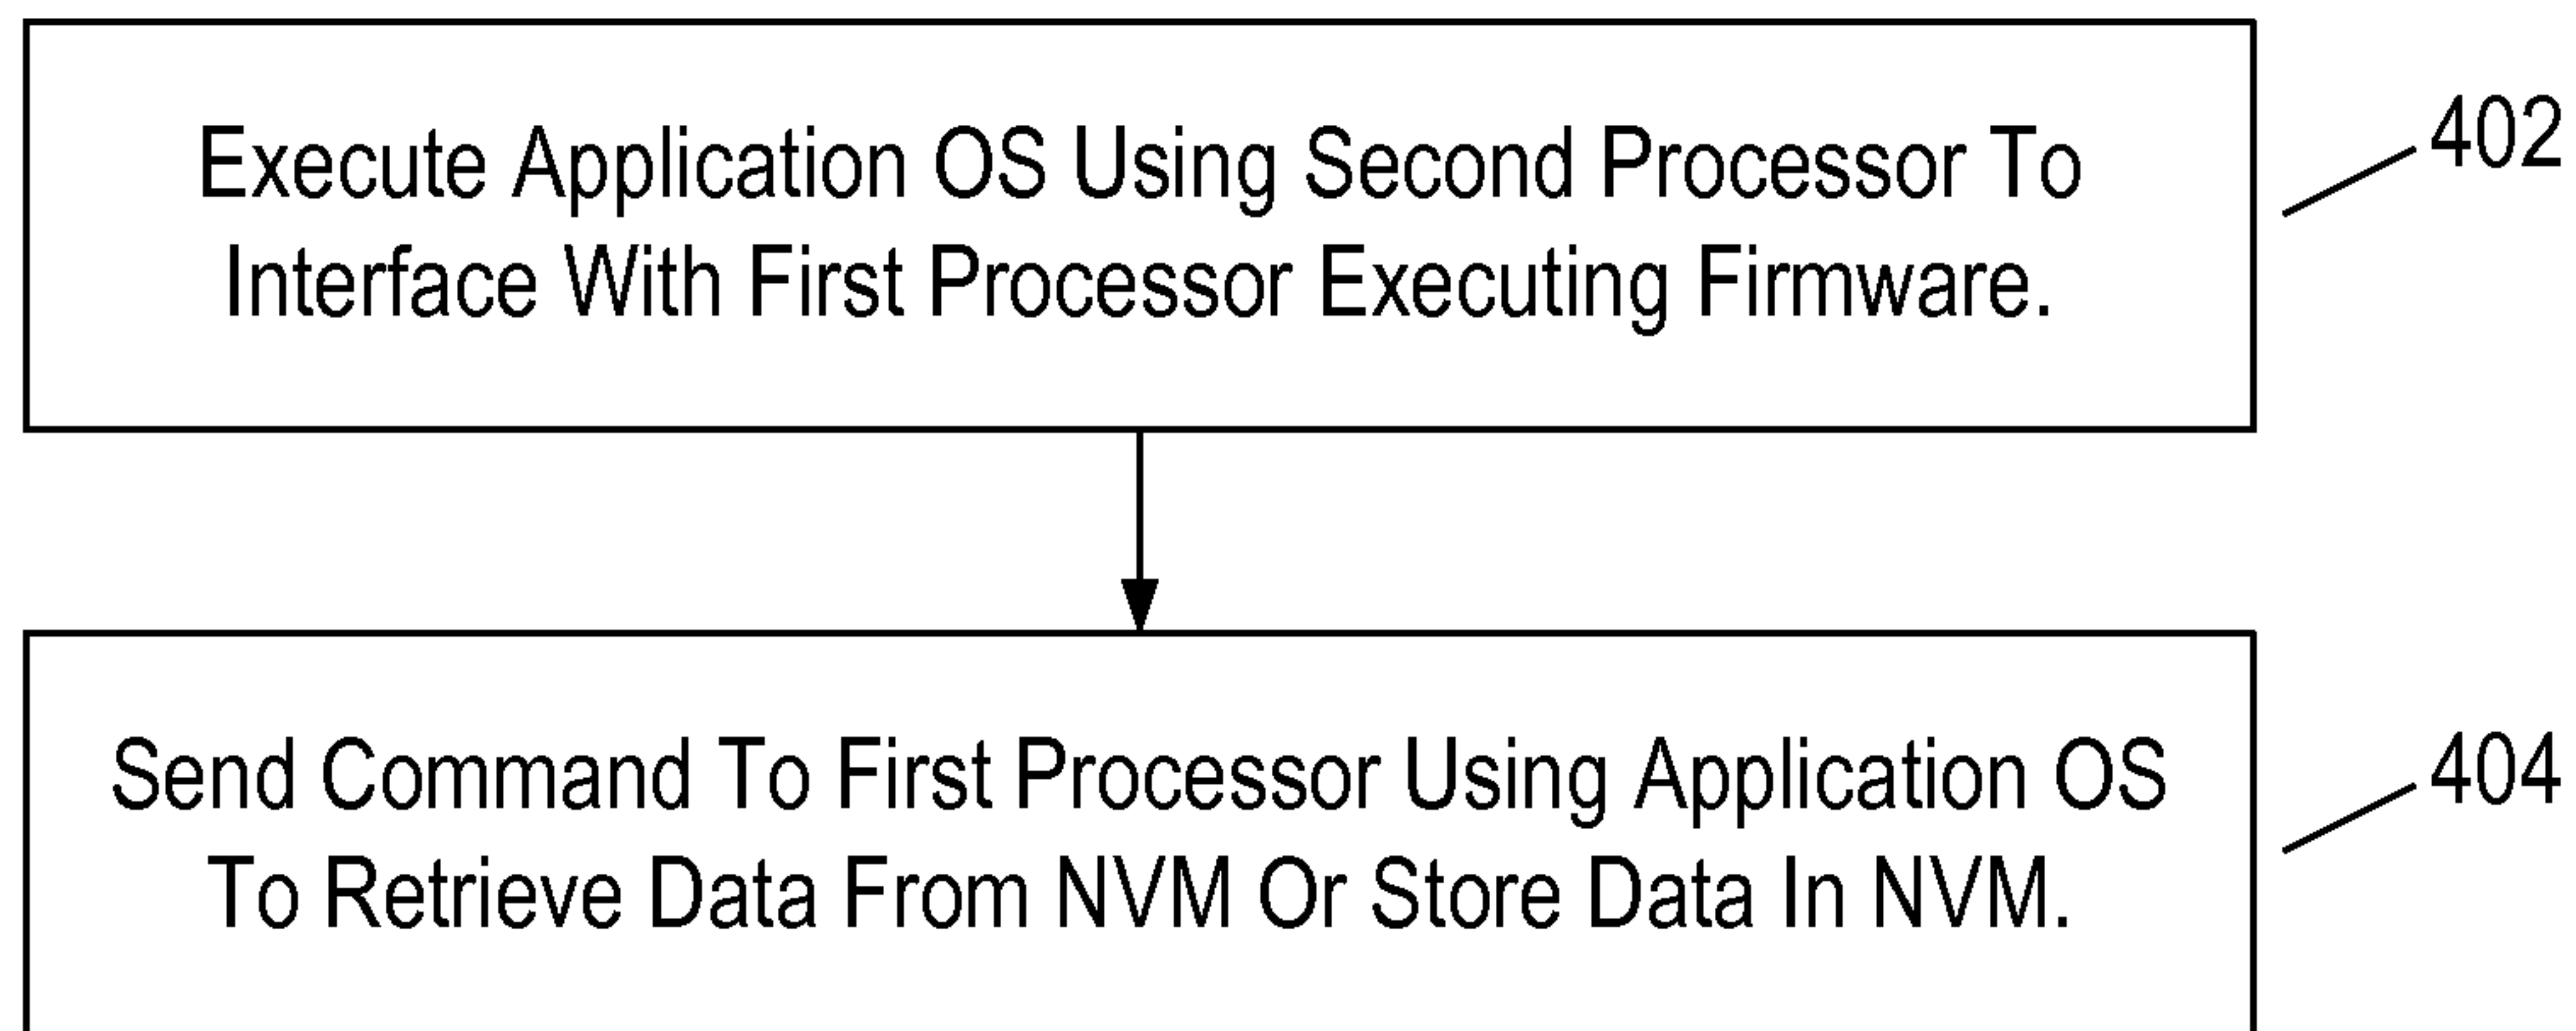 Execute Application OS Using Second Processor To
Interface With First Processor Executing Firmware.
402
Send Command To First Processor Using Application OS
To Retrieve Data From NVM Or Store Data In NVM.
404